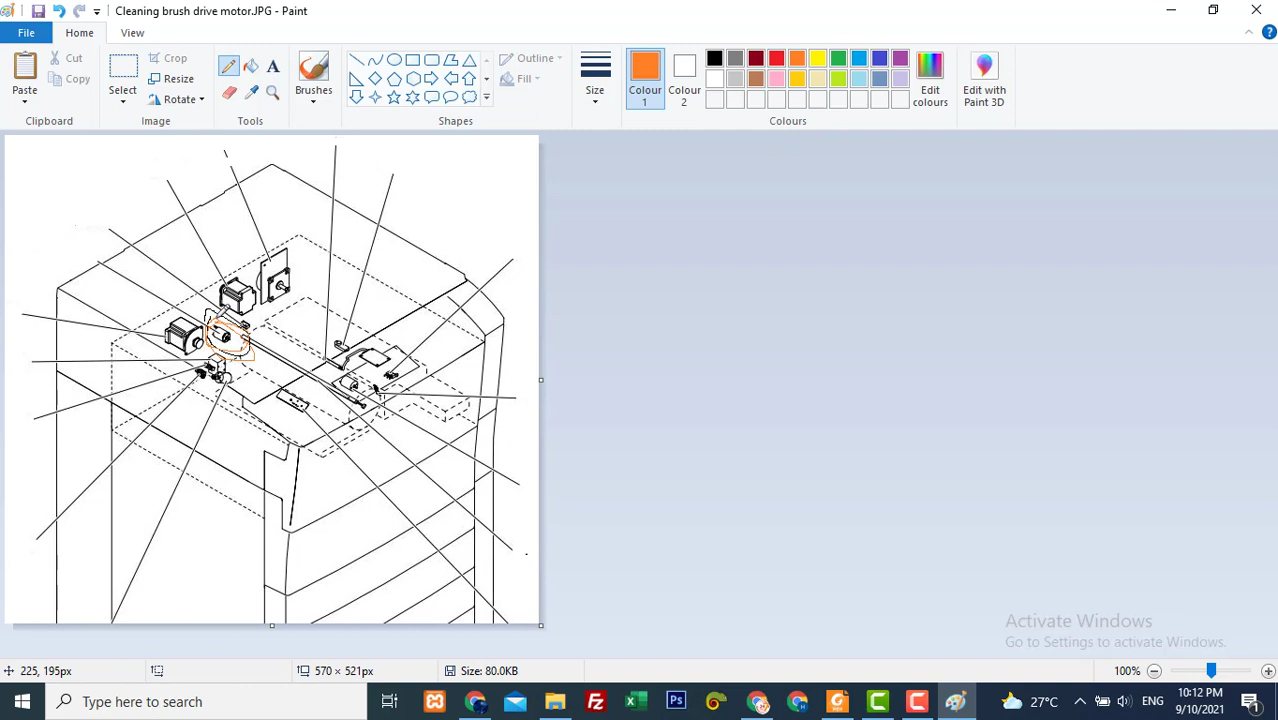 Cleaning brush drive motor.JPG - Paint
File Home View
Paste Cut Copy
Clipboard
Select Crop Resize Rotate
Image
A
Tools
Brushes
Shapes
Outline Fill
Size
Colour 1
Colour 2
Edit colours
Colours
Edit with Paint 3D
Activate Windows
Go to Settings to activate Windows.
225, 195px 570 × 521px Size: 80.0KB 100%
Type here to search
Ps
27°C ENG 10:12 PM 9/10/2021 1